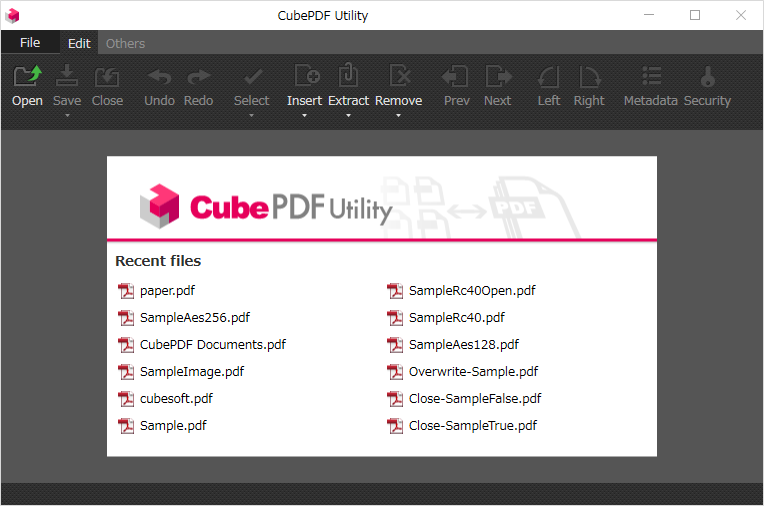 CubePDF Utility
File Edit Others
Open Save Close Undo Redo Select Insert Extract Remove Prev Next Left Right Metadata Security
CubePDF Utility PDF
Recent files
paper.pdf
SampleAes256.pdf
CubePDF Documents.pdf
SampleImage.pdf
cubesoft.pdf
Sample.pdf
SampleRc40Open.pdf
SampleRc40.pdf
SampleAes128.pdf
Overwrite-Sample.pdf
Close-SampleFalse.pdf
Close-SampleTrue.pdf